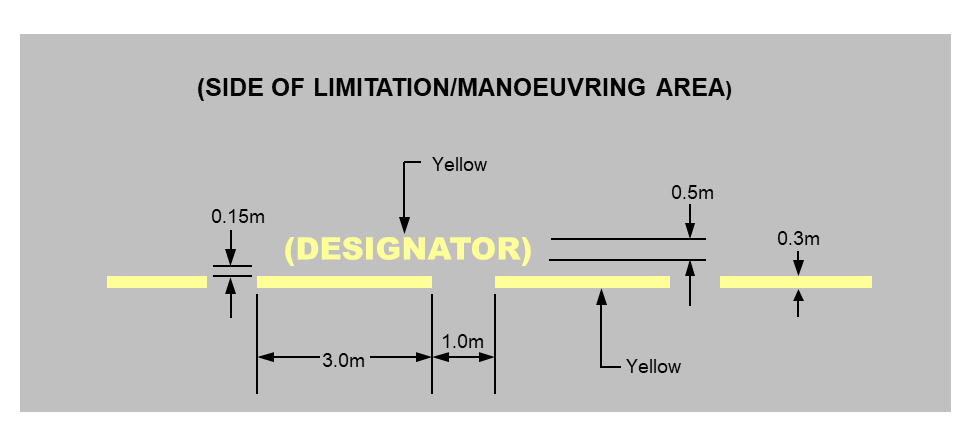 (SIDE OF LIMITATION/MANOEUVRING AREA)
Yellow
0.5m
0.15m
0.3m
(DESIGNATOR)
1.0m
3.0m
Yellow